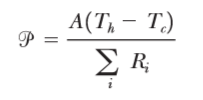 𝒫 = A(T_h − T_c) / ∑_i R_i